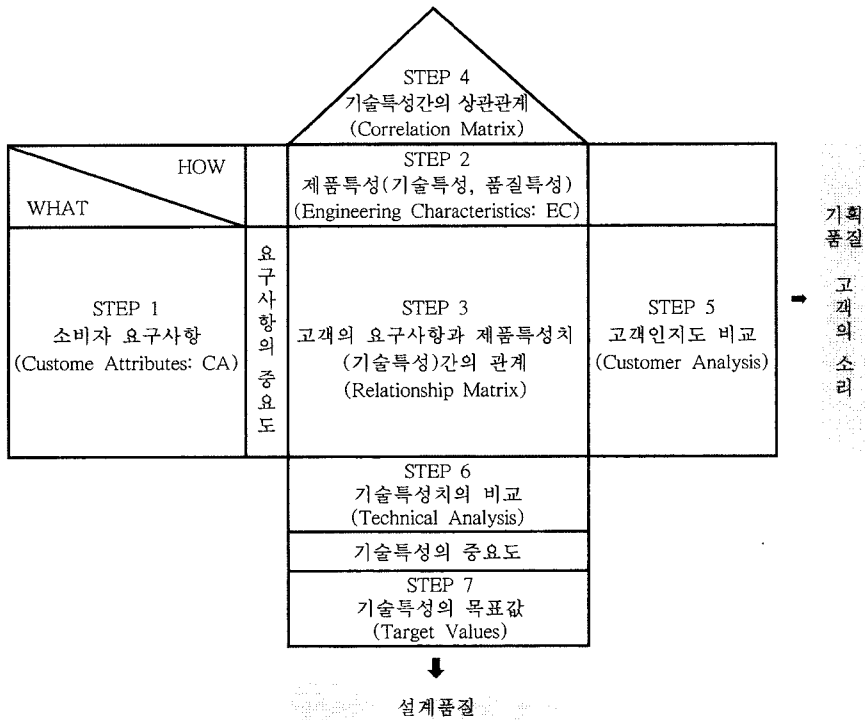 STEP 4
기술특성간의 상관관계
(Correlation Matrix)
HOW
WHAT
STEP 2
제품특성(기술특성, 품질특성)
(Engineering Characteristics: EC)
STEP 1
소비자 요구사항
(Custome Attributes: CA)
요구사항의 중요도
STEP 3
고객의 요구사항과 제품특성치
(기술특성)간의 관계
(Relationship Matrix)
STEP 5
고객인지도 비교
(Customer Analysis)
기획
품질
고객의 소리
STEP 6
기술특성치의 비교
(Technical Analysis)
기술특성의 중요도
STEP 7
기술특성의 목표값
(Target Values)
설계품질